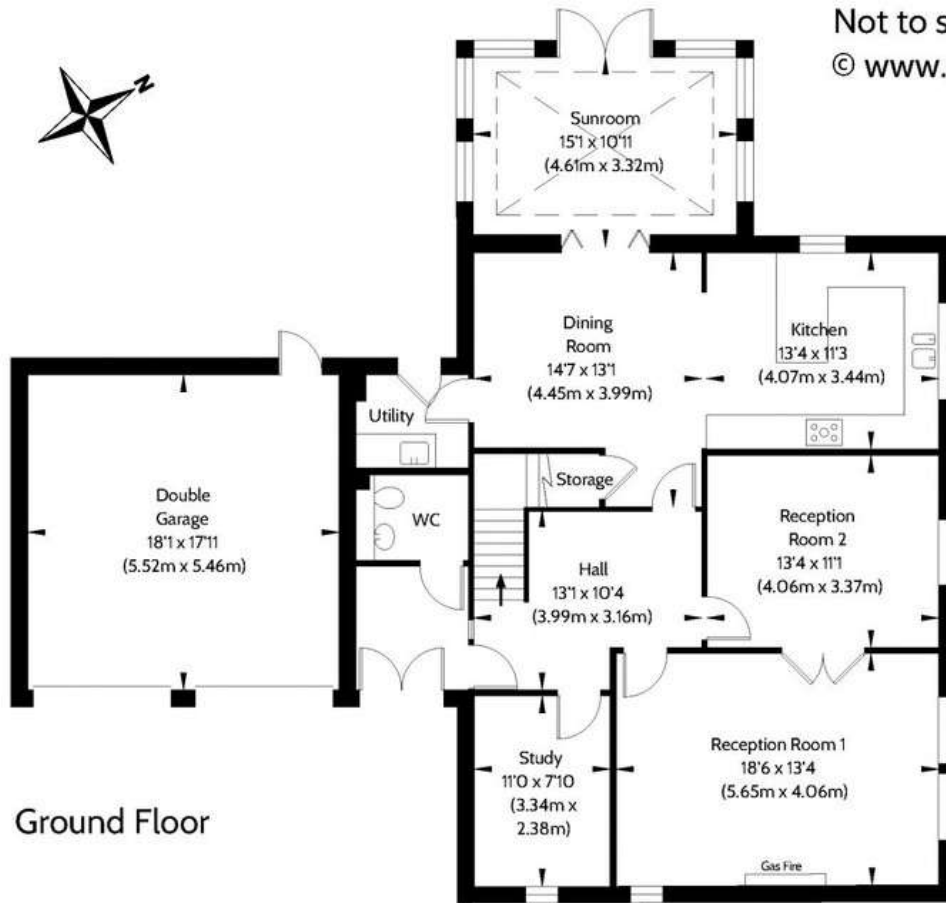 Not to s
© www.
N
Sunroom
15'1 x 10'11
(4.61m x 3.32m)
Dining
Room
14'7 x 13'1
(4.45m x 3.99m)
Kitchen
13'4 x 11'3
(4.07m x 3.44m)
Utility
Storage
WC
Double
Garage
18'1 x 17'11
(5.52m x 5.46m)
Hall
13'1 x 10'4
(3.99m x 3.16m)
Reception
Room 2
13'4 x 11'1
(4.06m x 3.37m)
Study
11'0 x 7'10
(3.34m x
2.38m)
Reception Room 1
18'6 x 13'4
(5.65m x 4.06m)
Gas Fire
Ground Floor